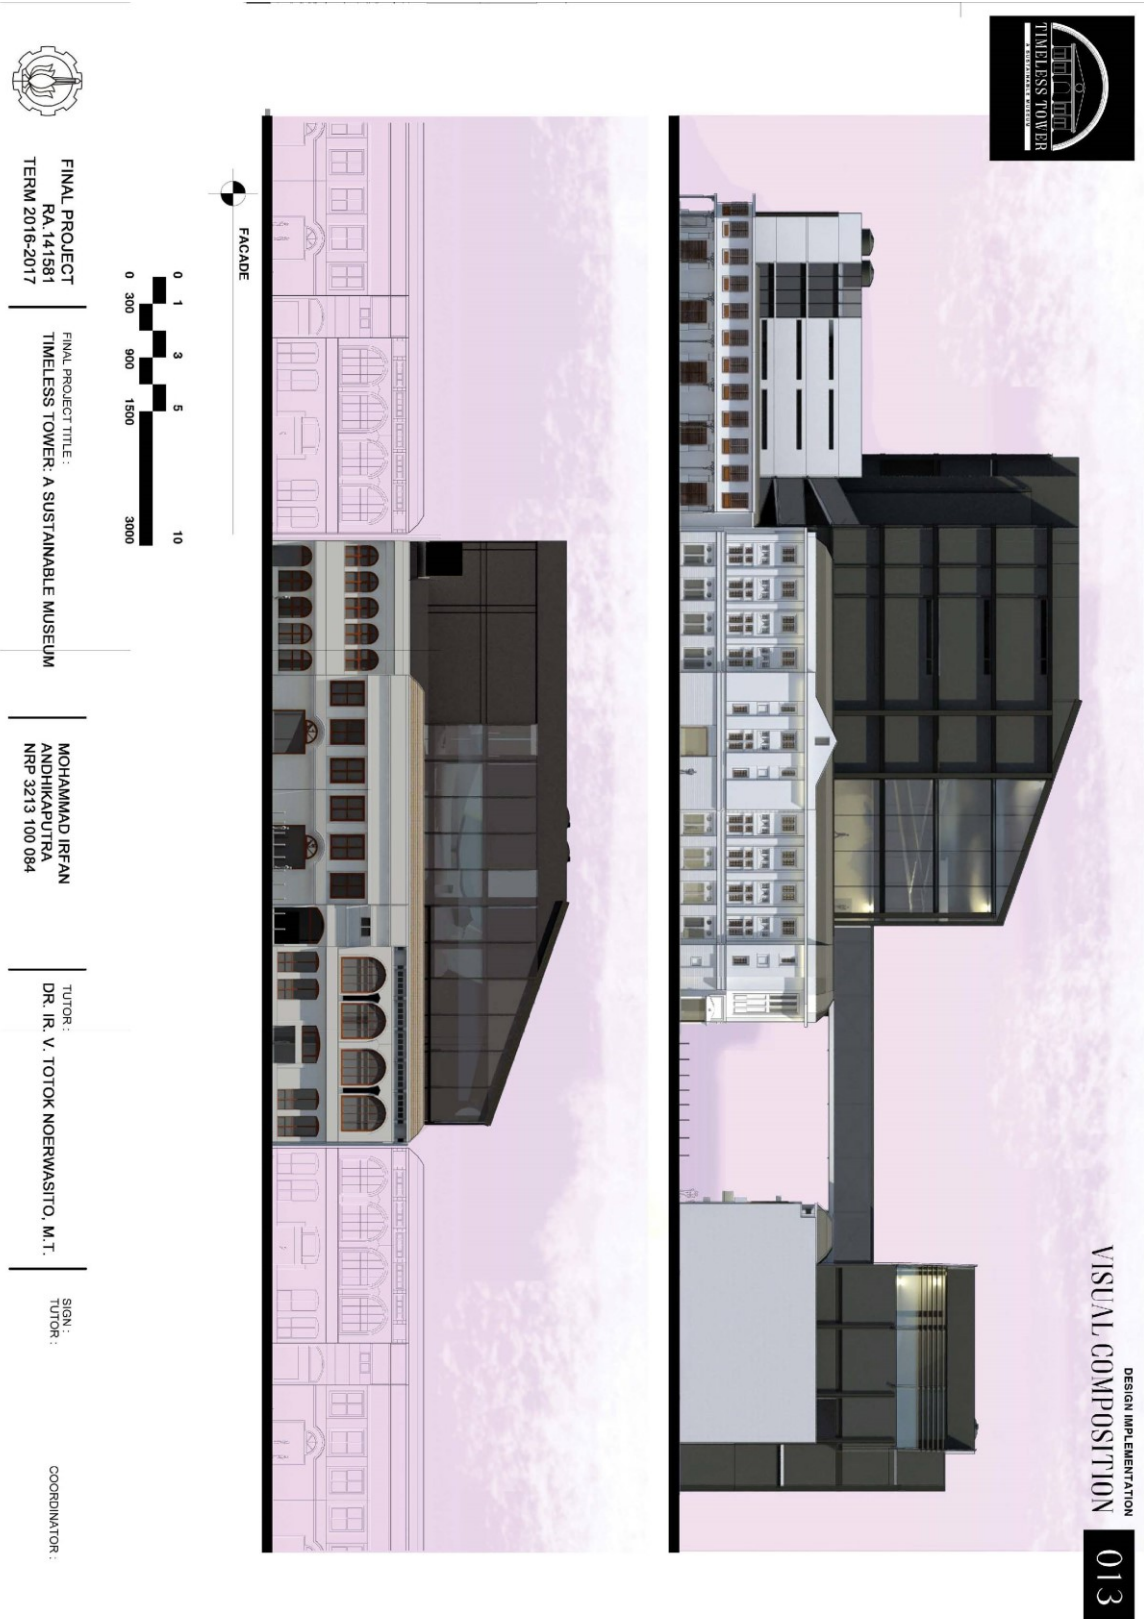 TIMELESS TOWER
A SUSTAINABLE MUSEUM
DESIGN IMPLEMENTATION
VISUAL COMPOSITION
013
FACADE
0 1 3 5 10
0 300 900 1500 3000
FINAL PROJECT
RA.141581
TERM 2016-2017
FINAL PROJECT TITLE :
TIMELESS TOWER: A SUSTAINABLE MUSEUM
MOHAMMAD IRFAN
ANDHIKAPUTRA
NRP 3213 100 084
TUTOR :
DR. IR. V. TOTOK NOERWASITO, M.T.
SIGN :
TUTOR :
COORDINATOR :